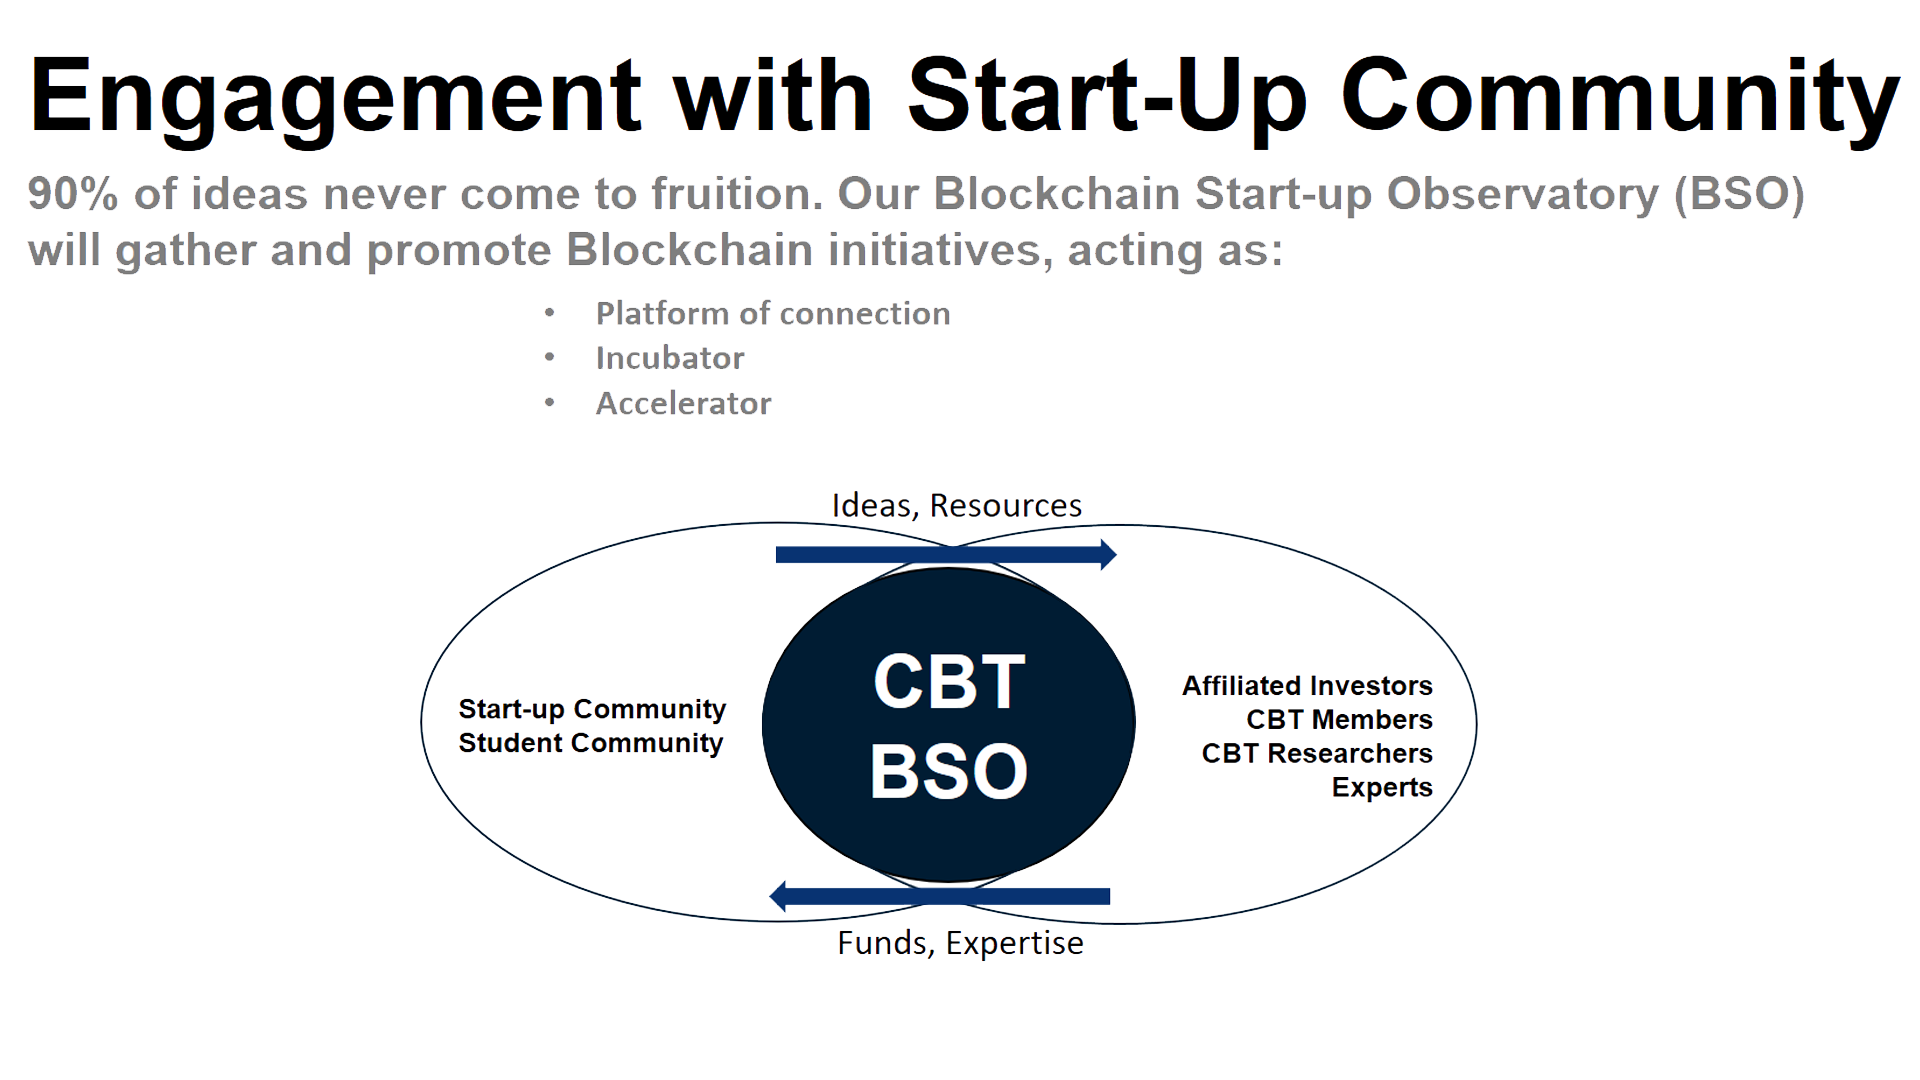 Engagement with Start-Up Community
90% of ideas never come to fruition. Our Blockchain Start-up Observatory (BSO)
will gather and promote Blockchain initiatives, acting as:
• Platform of connection
• Incubator
• Accelerator
Ideas, Resources
Start-up Community
Student Community
CBT
BSO
Affiliated Investors
CBT Members
CBT Researchers
Experts
Funds, Expertise